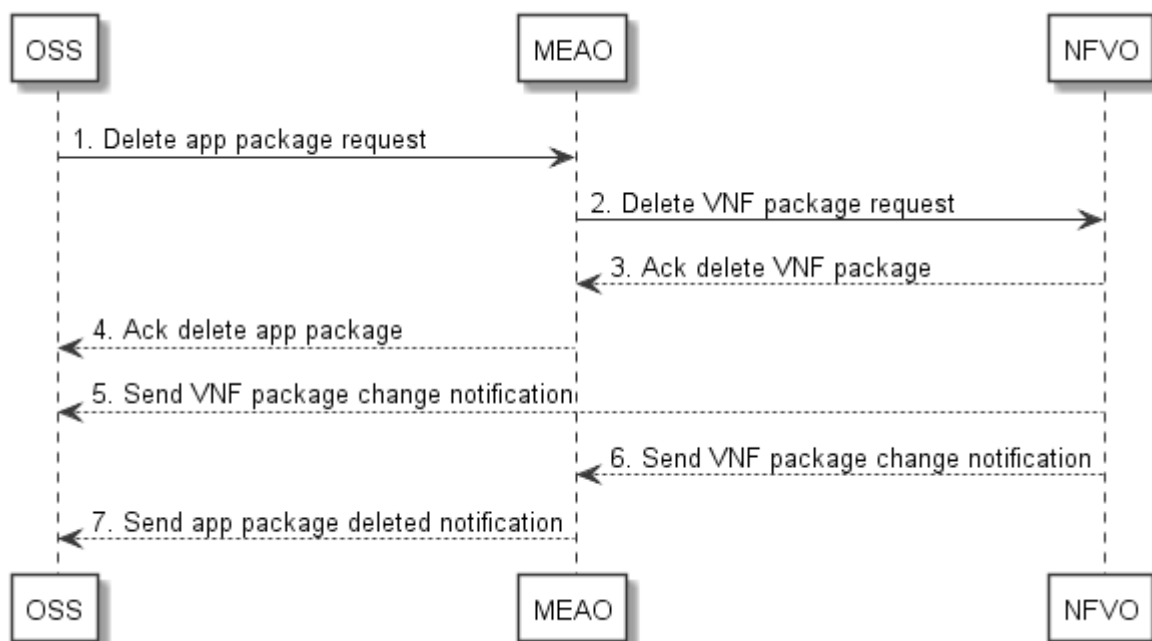 OSS
MEAO
NFVO
1. Delete app package request
2. Delete VNF package request
3. Ack delete VNF package
4. Ack delete app package
5. Send VNF package change notification
6. Send VNF package change notification
7. Send app package deleted notification
OSS
MEAO
NFVO